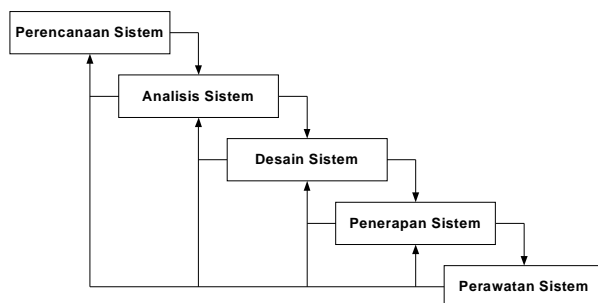 Perencanaan Sistem
Analisis Sistem
Desain Sistem
Penerapan Sistem
Perawatan Sistem